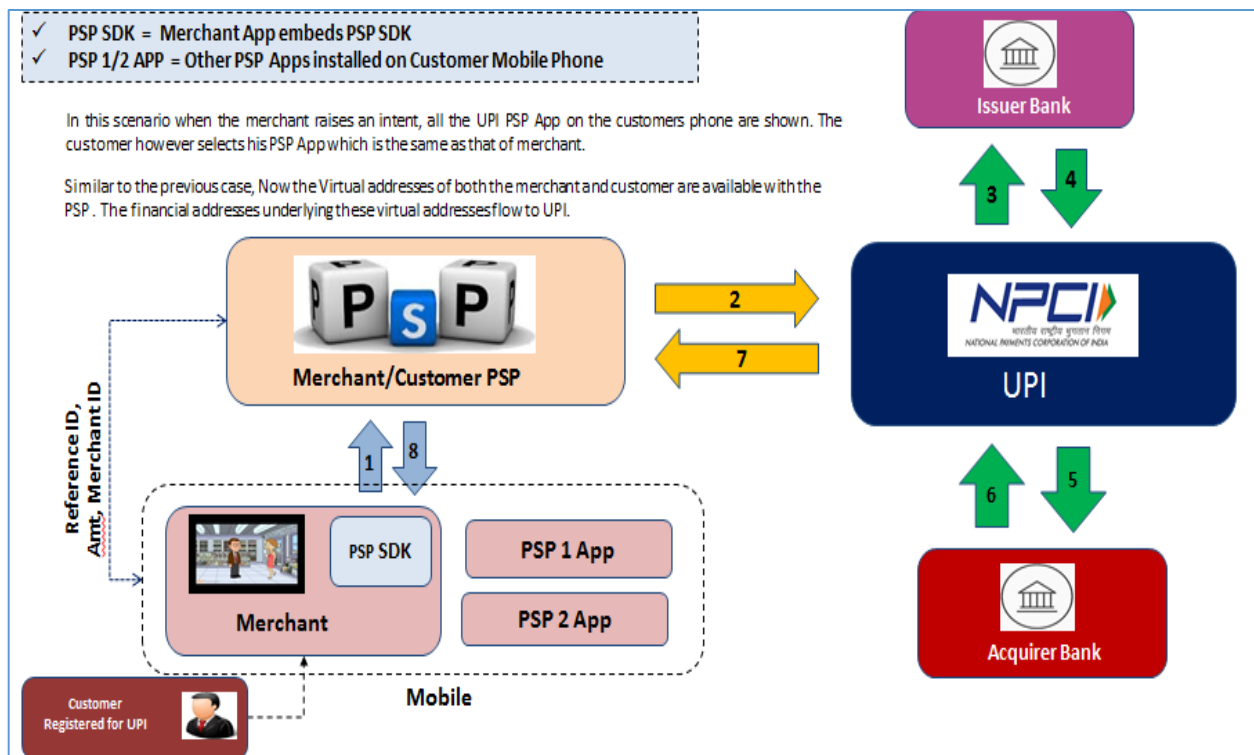 ✓ PSP SDK = Merchant App embeds PSP SDK
✓ PSP 1/2 APP = Other PSP Apps installed on Customer Mobile Phone
In this scenario when the merchant raises an intent, all the UPI PSP App on the customers phone are shown. The
customer however selects his PSP App which is the same as that of merchant.
Similar to the previous case, Now the Virtual addresses of both the merchant and customer are available with the
PSP . The financial addresses underlying these virtual addresses flow to UPI.
Issuer Bank
3
4
P P S P P
Merchant/Customer PSP
2
7
NPCI
भारतीय राष्ट्रीय भुगतान निगम
NATIONAL PAYMENTS CORPORATION OF INDIA
UPI
Reference ID,
Amt, Merchant ID
1
8
6
5
PSP SDK
Merchant
PSP 1 App
PSP 2 App
Mobile
Acquirer Bank
Customer
Registered for UPI